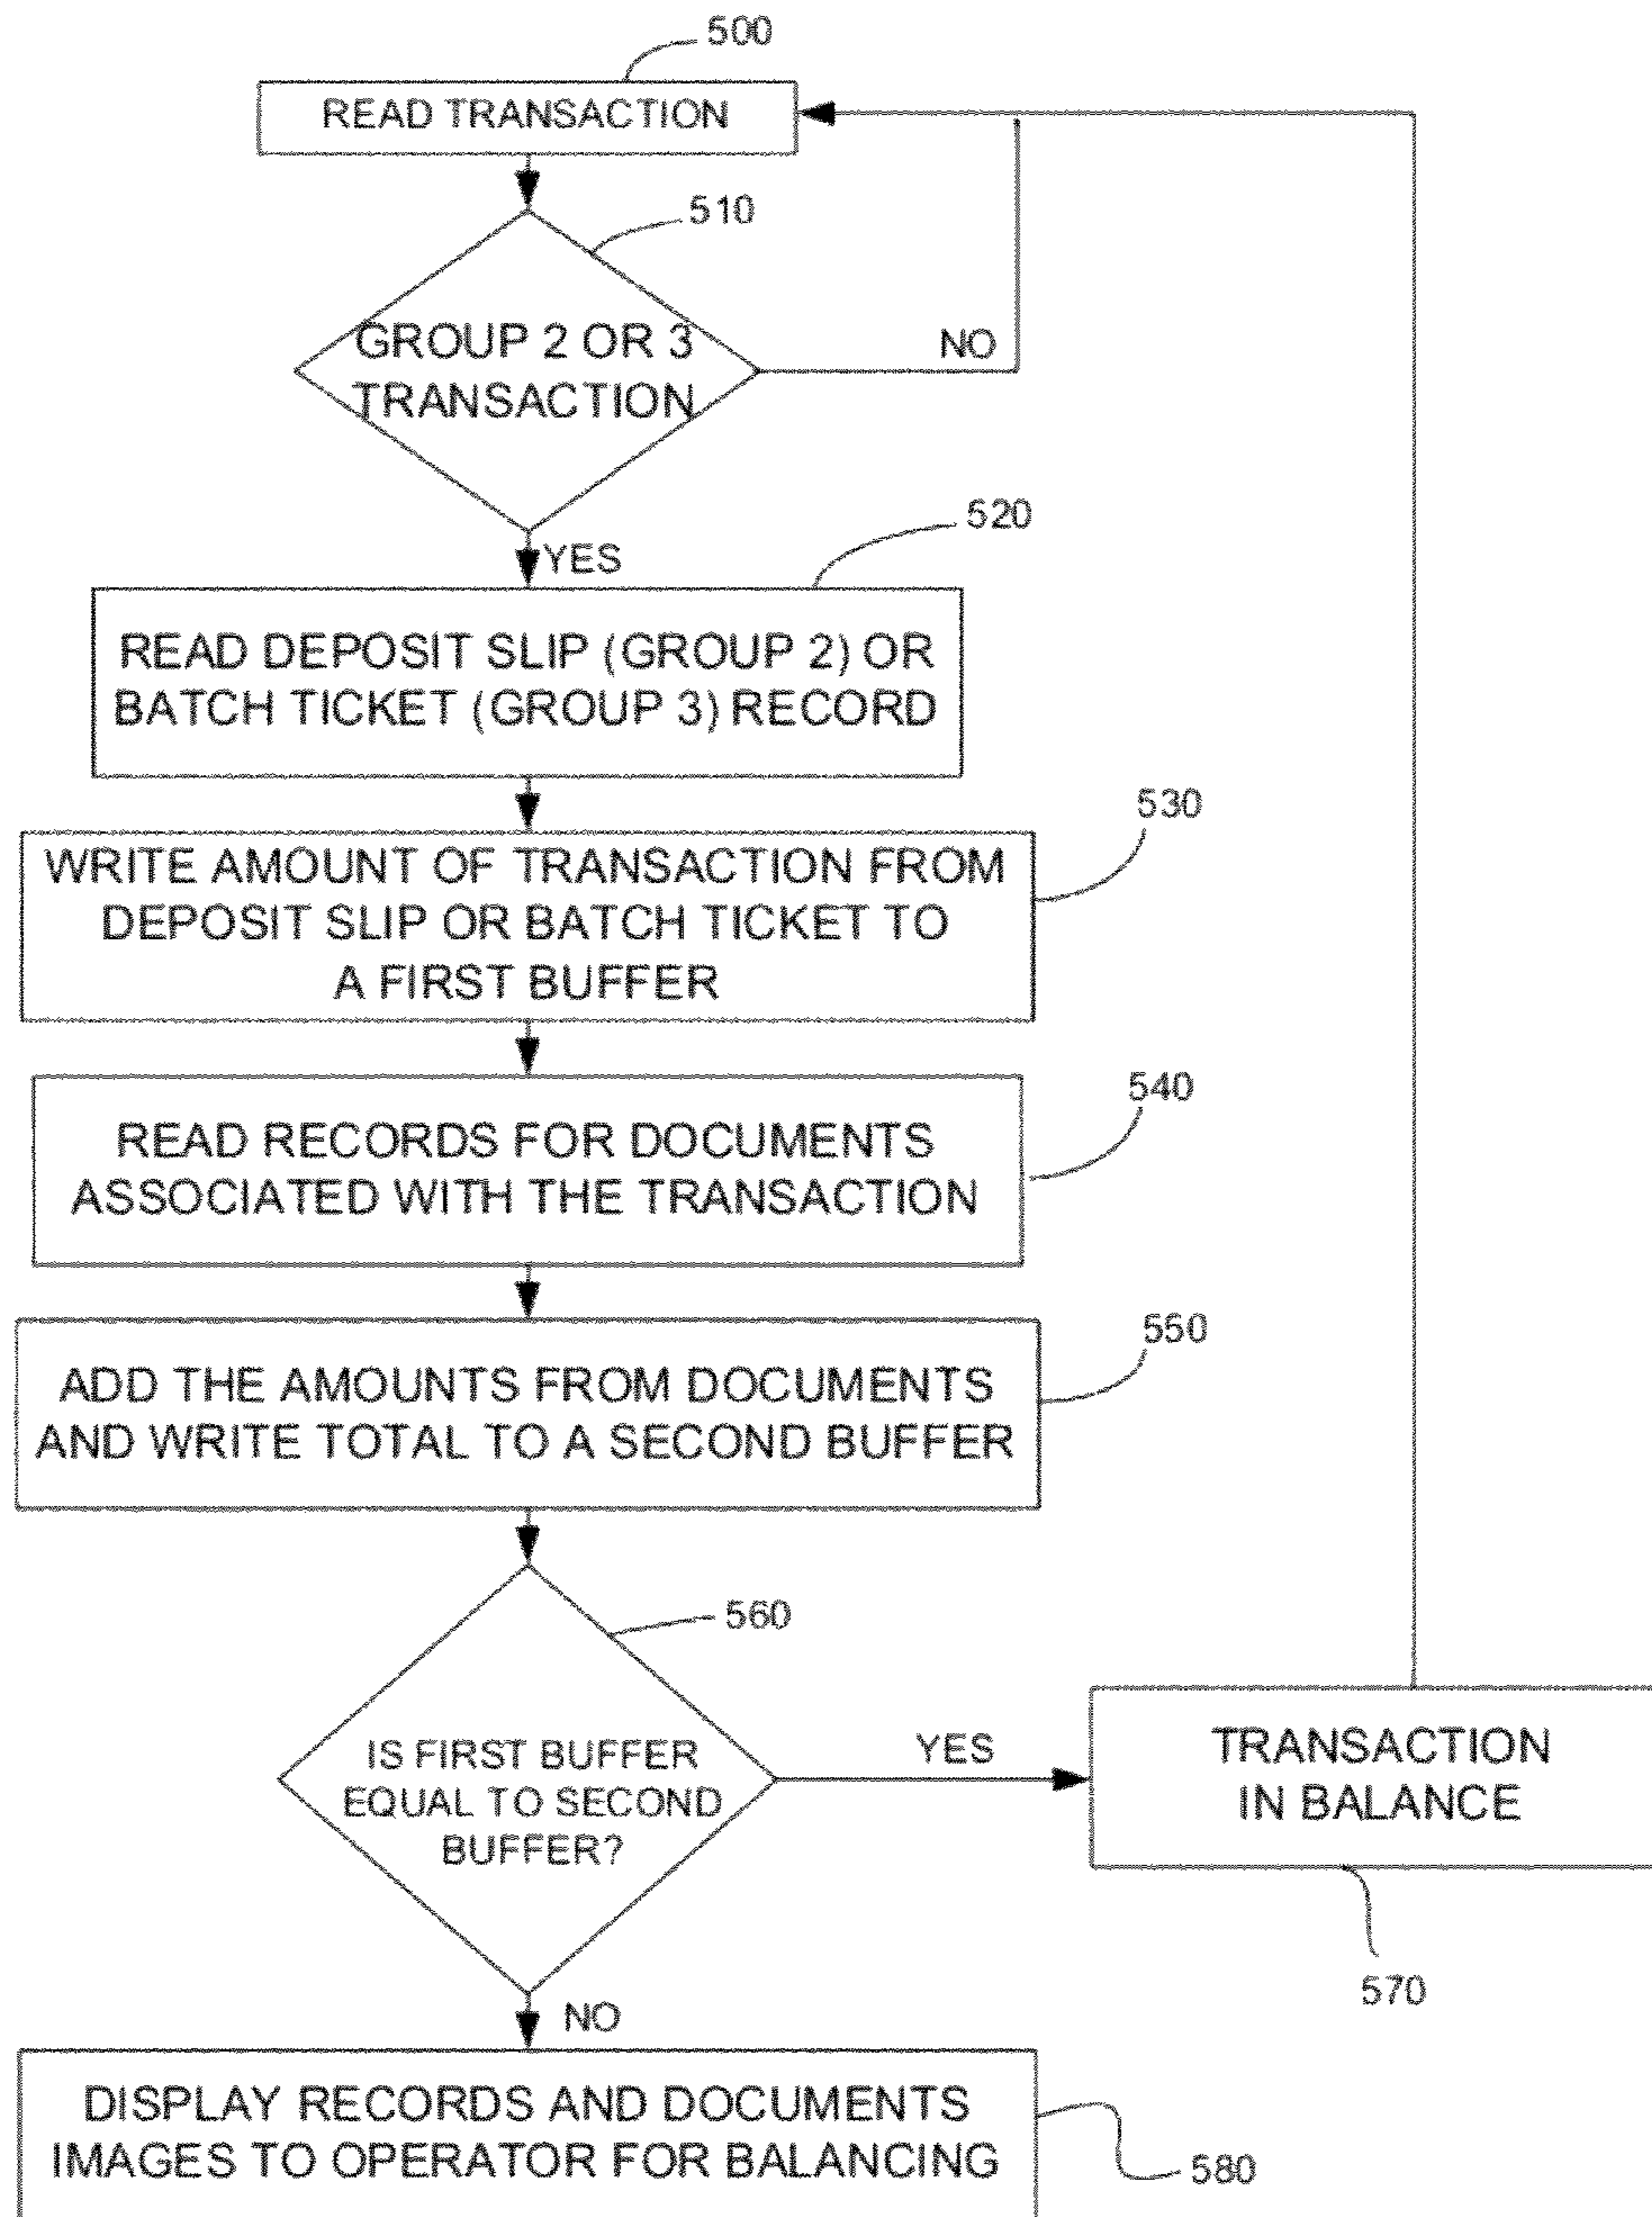 500
READ TRANSACTION
510
GROUP 2 OR 3
TRANSACTION
NO
YES
520
READ DEPOSIT SLIP (GROUP 2) OR
BATCH TICKET (GROUP 3) RECORD
530
WRITE AMOUNT OF TRANSACTION FROM
DEPOSIT SLIP OR BATCH TICKET TO
A FIRST BUFFER
540
READ RECORDS FOR DOCUMENTS
ASSOCIATED WITH THE TRANSACTION
550
ADD THE AMOUNTS FROM DOCUMENTS
AND WRITE TOTAL TO A SECOND BUFFER
560
IS FIRST BUFFER
EQUAL TO SECOND
BUFFER?
YES
TRANSACTION
IN BALANCE
570
NO
DISPLAY RECORDS AND DOCUMENTS
IMAGES TO OPERATOR FOR BALANCING
580